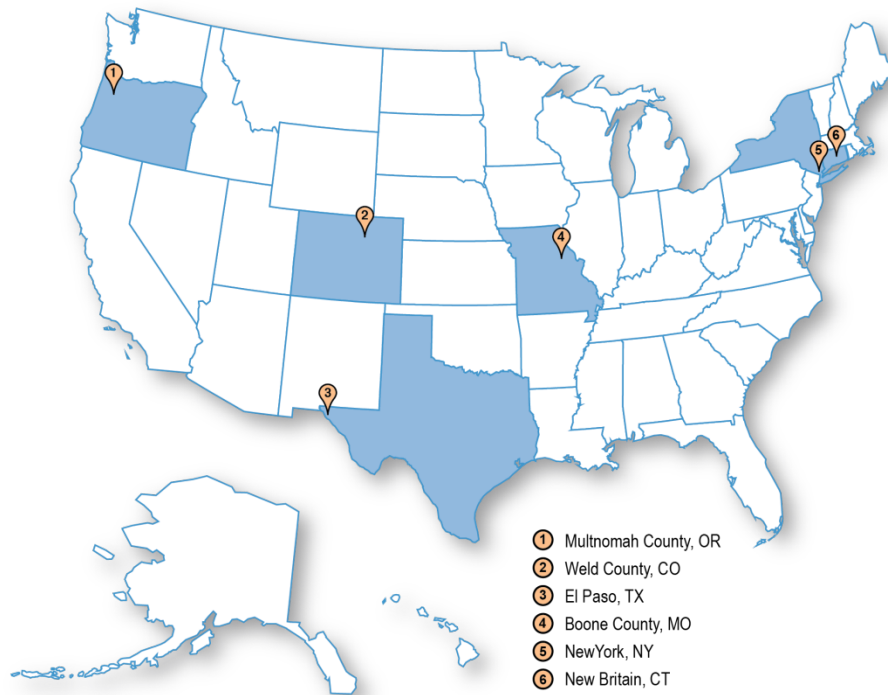 1
6
5
2
4
3
1 Multnomah County, OR
2 Weld County, CO
3 El Paso, TX
4 Boone County, MO
5 NewYork, NY
6 New Britain, CT